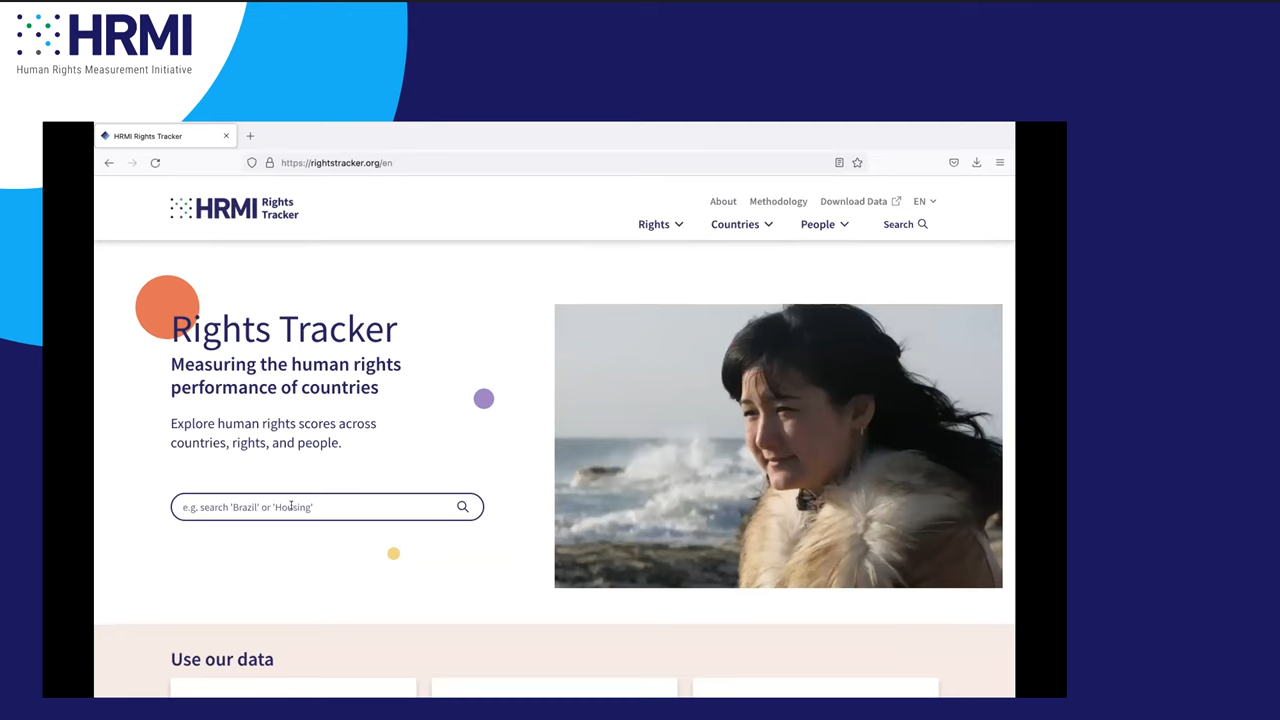 HRMI
Human Rights Measurement Initiative
HRMI Rights Tracker
https://rightstracker.org/en
HRMI Rights
Tracker
About Methodology Download Data EN
Rights Countries People Search
Rights Tracker
Measuring the human rights
performance of countries
Explore human rights scores across
countries, rights, and people.
e.g. search 'Brazil' or 'Housing'
Use our data